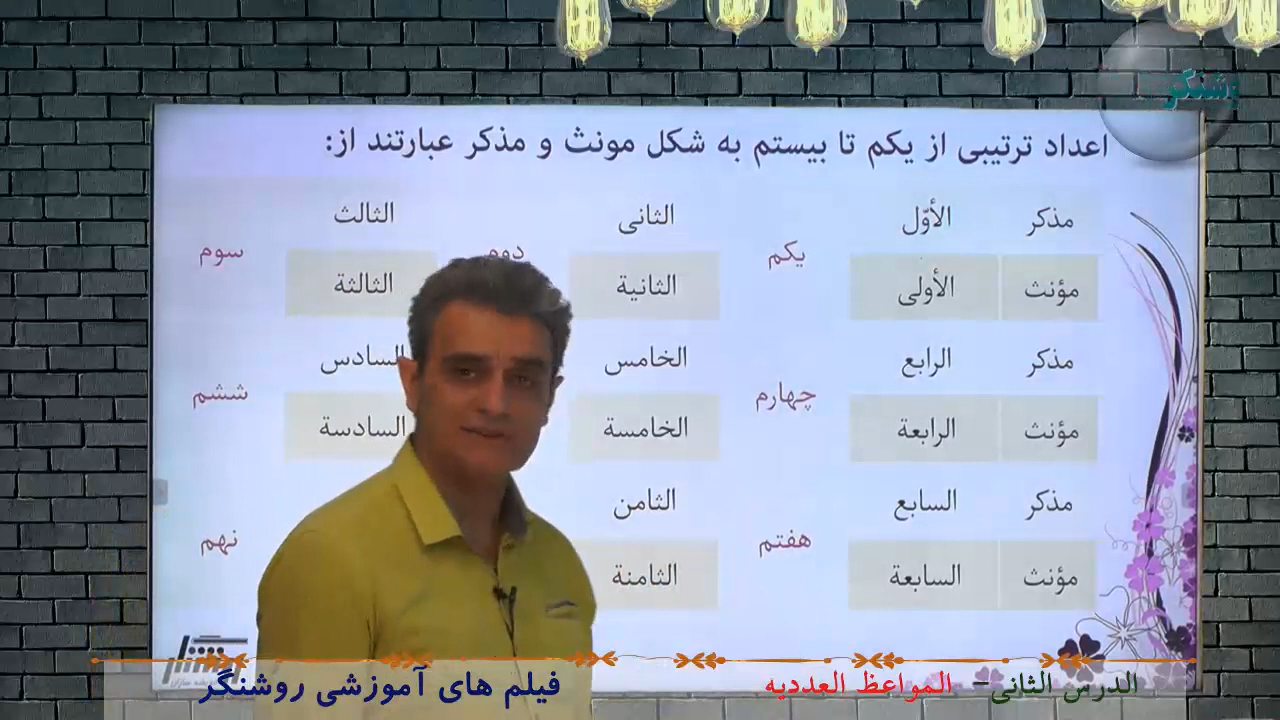 وشنگر
اعداد ترتیبی از یکم تا بیستم به شکل مونث و مذکر عبارتند از:
مذکر الأوّل یکم الثانی الثالث سوم
مؤنث الأولی الثانیة دوم الثالثة
مذکر الرابع چهارم الخامس السادس ششم
مؤنث الرابعة الخامسة السادسة
مذکر السابع هفتم الثامن نهم
مؤنث السابعة الثامنة
الدرس الثانی- المواعظ العددیه
فیلم های آموزشی روشنگر